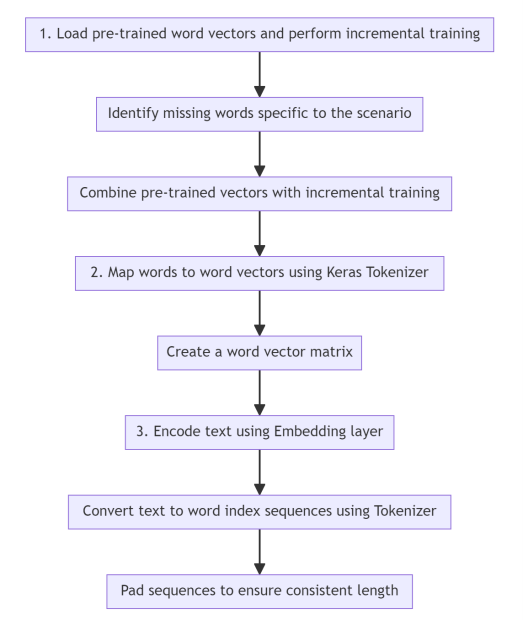 1. Load pre-trained word vectors and perform incremental training
Identify missing words specific to the scenario
Combine pre-trained vectors with incremental training
2. Map words to word vectors using Keras Tokenizer
Create a word vector matrix
3. Encode text using Embedding layer
Convert text to word index sequences using Tokenizer
Pad sequences to ensure consistent length